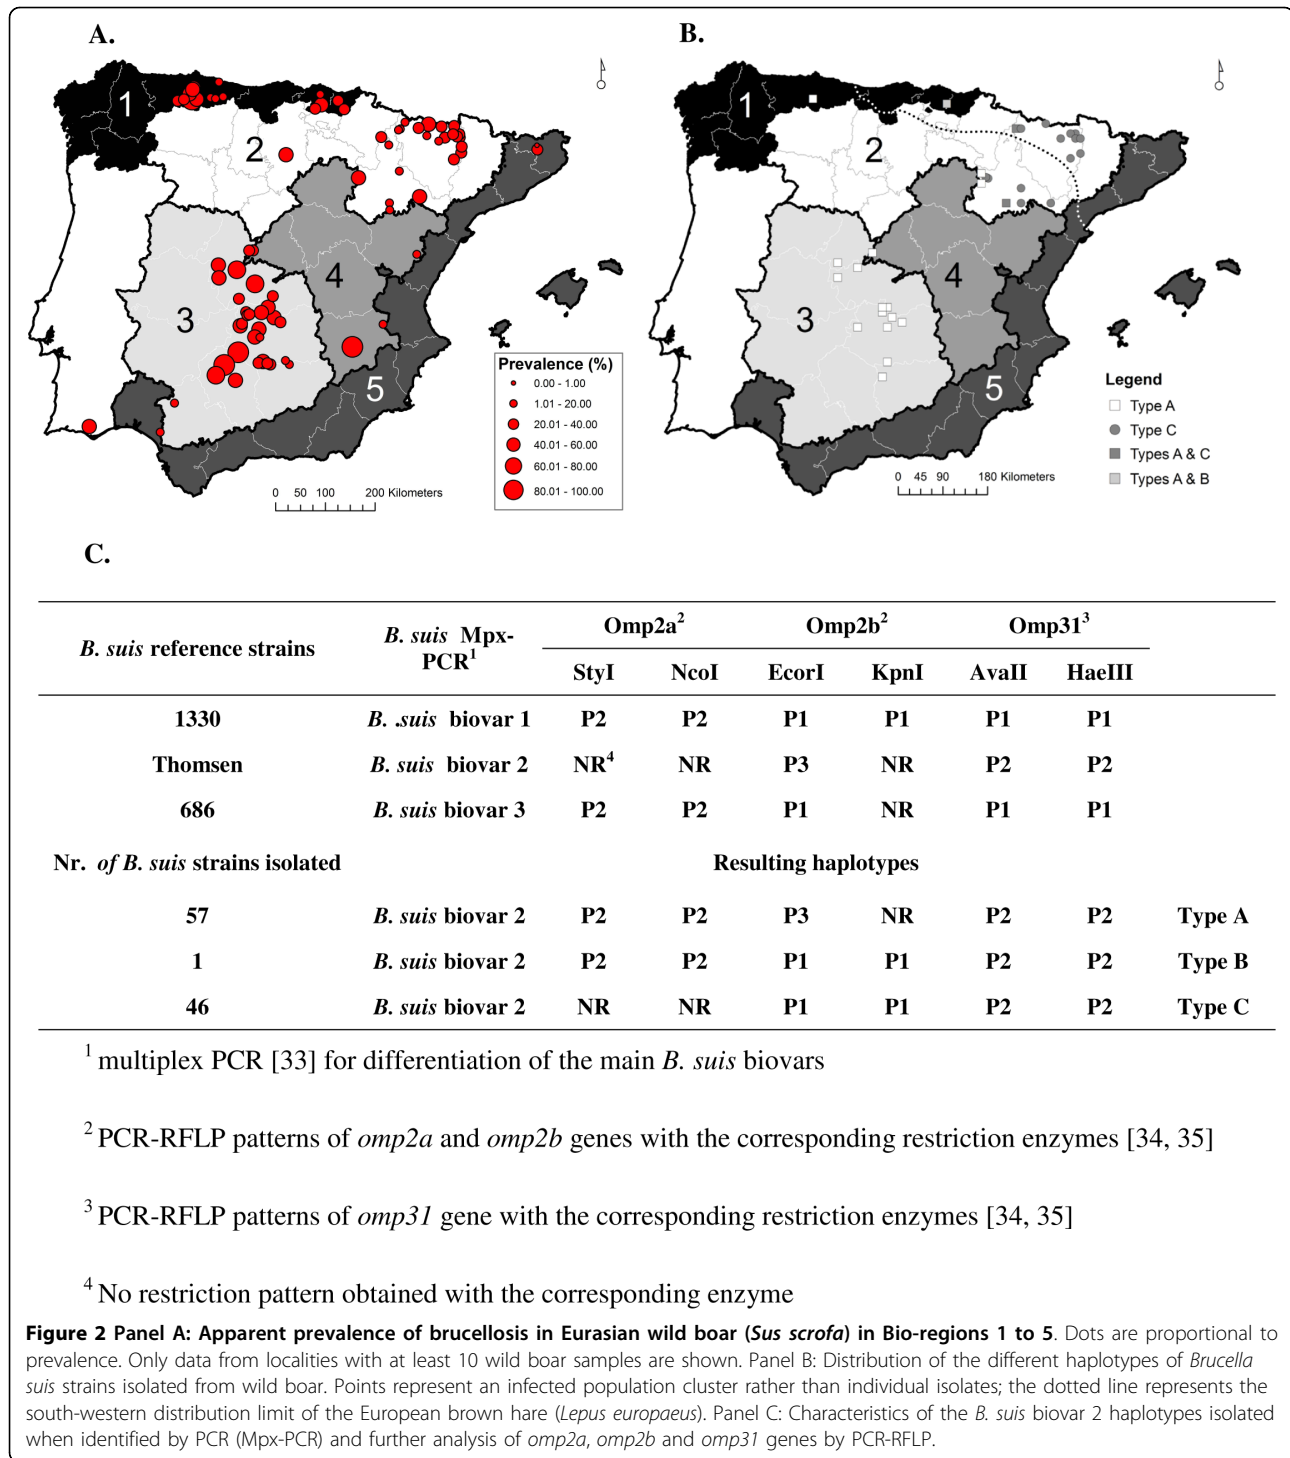 A.
B.
1
2
3
4
5
Prevalence (%)
0.00 - 1.00
1.01 - 20.00
20.01 - 40.00
40.01 - 60.00
60.01 - 80.00
80.01 - 100.00
0 50 100 200 Kilometers
1
2
3
4
5
Legend
Type A
Type C
Types A & C
Types A & B
0 45 90 180 Kilometers
C.
B. suis reference strains B. suis Mpx-PCR¹ Omp2a² Omp2b² Omp31³
StyI NcoI EcorI KpnI AvaII HaeIII
1330 B. .suis biovar 1 P2 P2 P1 P1 P1 P1
Thomsen B. suis biovar 2 NR⁴ NR P3 NR P2 P2
686 B. suis biovar 3 P2 P2 P1 NR P1 P1
Nr. of B. suis strains isolated Resulting haplotypes
57 B. suis biovar 2 P2 P2 P3 NR P2 P2 Type A
1 B. suis biovar 2 P2 P2 P1 P1 P2 P2 Type B
46 B. suis biovar 2 NR NR P1 P1 P2 P2 Type C
¹ multiplex PCR [33] for differentiation of the main B. suis biovars
² PCR-RFLP patterns of omp2a and omp2b genes with the corresponding restriction enzymes [34, 35]
³ PCR-RFLP patterns of omp31 gene with the corresponding restriction enzymes [34, 35]
⁴ No restriction pattern obtained with the corresponding enzyme
Figure 2 Panel A: Apparent prevalence of brucellosis in Eurasian wild boar (Sus scrofa) in Bio-regions 1 to 5. Dots are proportional to
prevalence. Only data from localities with at least 10 wild boar samples are shown. Panel B: Distribution of the different haplotypes of Brucella
suis strains isolated from wild boar. Points represent an infected population cluster rather than individual isolates; the dotted line represents the
south-western distribution limit of the European brown hare (Lepus europaeus). Panel C: Characteristics of the B. suis biovar 2 haplotypes isolated
when identified by PCR (Mpx-PCR) and further analysis of omp2a, omp2b and omp31 genes by PCR-RFLP.